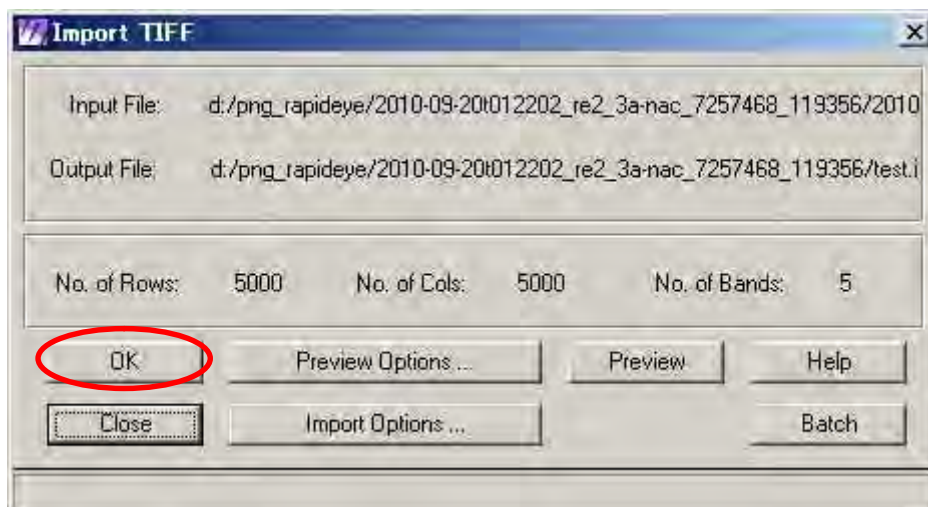 Import TIFF
Input File: d:/png_rapideye/2010-09-20t012202_re2_3a-nac_7257468_119356/2010
Output File: d:/png_rapideye/2010-09-20t012202_re2_3a-nac_7257468_119356/test.i
No. of Rows: 5000 No. of Cols: 5000 No. of Bands: 5
OK Preview Options ... Preview Help
Close Import Options ... Batch